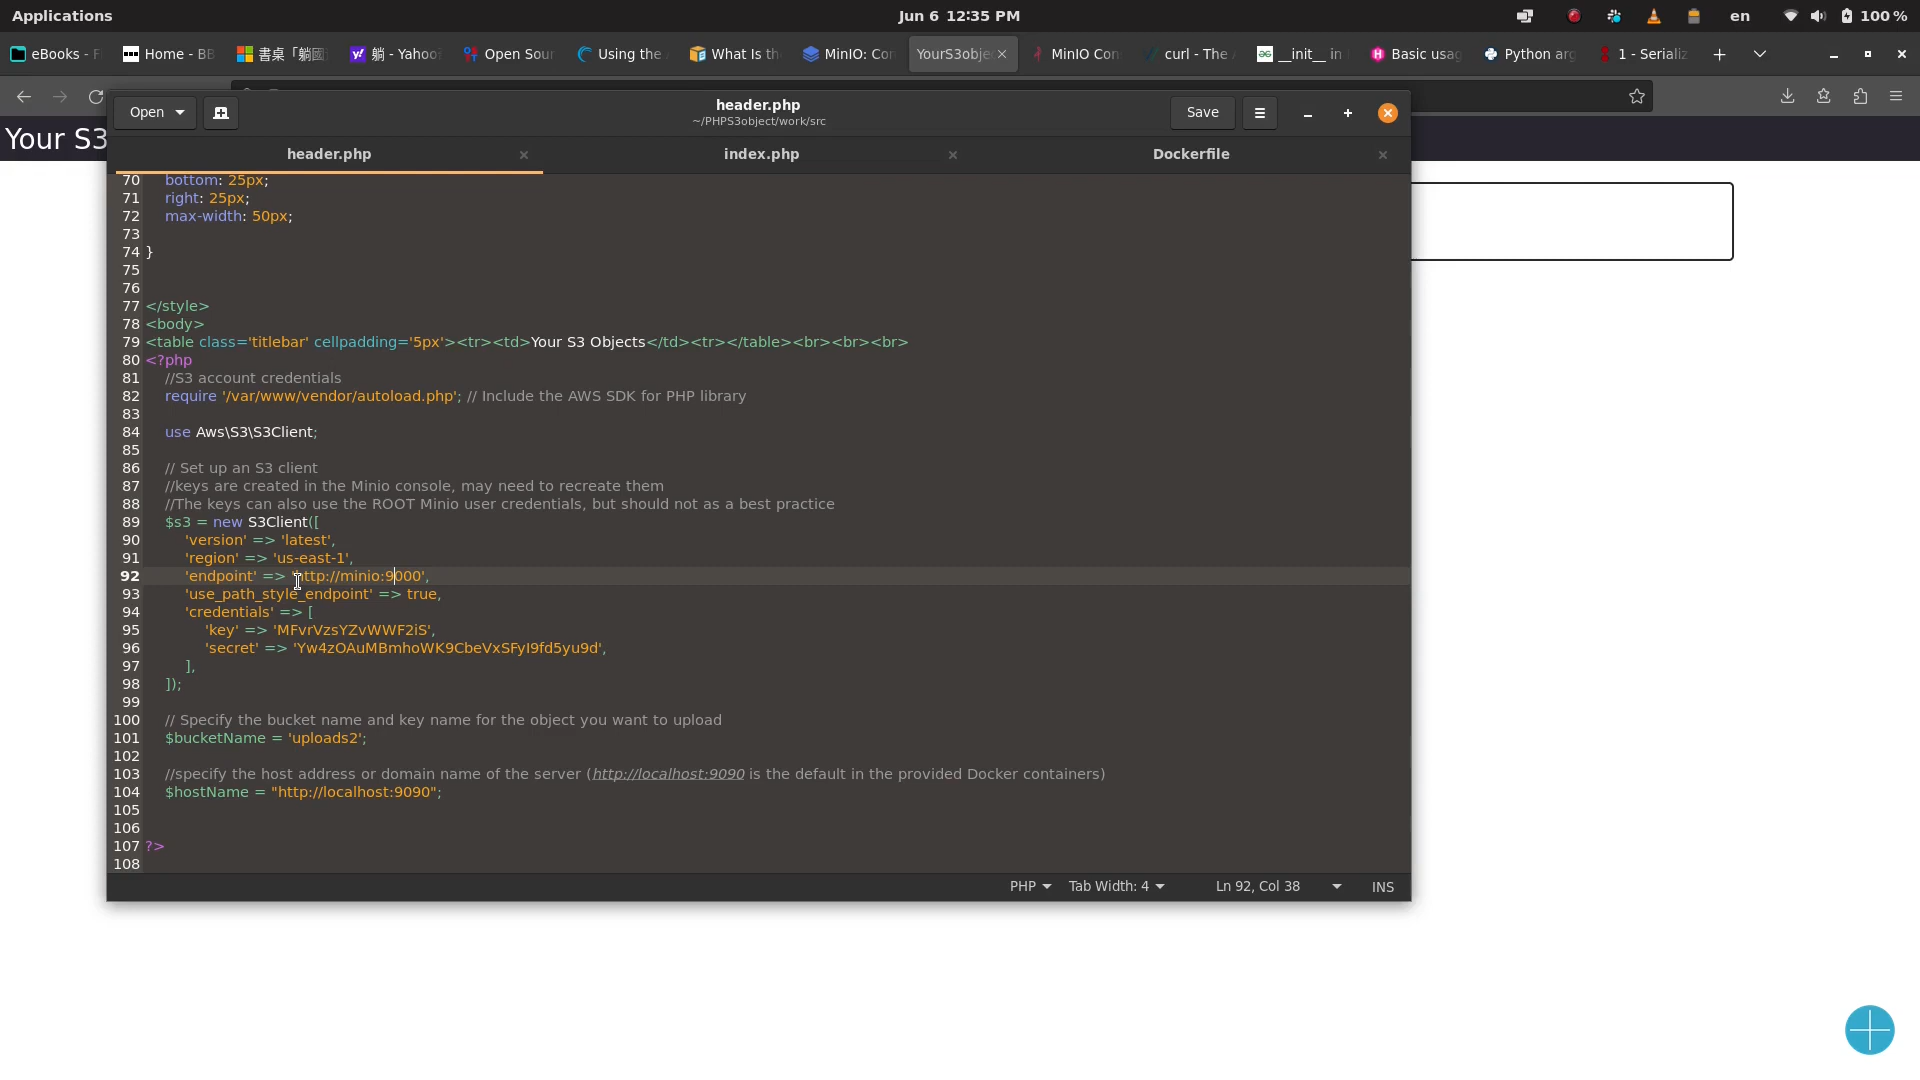 Applications
Jun 6 12:35 PM
en
100 %
eBooks - F
Home - BB
書桌「躺
躺 - Yahoo
Open Sour
Using the
What Is th
MinIO: Cor
YourS3obje
MinIO Con
curl - The
__init__ in
Basic usag
Python arg
1 - Serializ
Your S3
Open
header.php
~/PHPS3object/work/src
Save
header.php
index.php
Dockerfile
70 bottom: 25px;
71 right: 25px;
72 max-width: 50px;
73
74 }
75
76
77 </style>
78 <body>
79 <table class='titlebar' cellpadding='5px'><tr><td>Your S3 Objects</td><tr></table><br><br><br>
80 <?php
81 //S3 account credentials
82 require '/var/www/vendor/autoload.php'; // Include the AWS SDK for PHP library
83
84 use Aws\S3\S3Client;
85
86 // Set up an S3 client
87 //keys are created in the Minio console, may need to recreate them
88 //The keys can also use the ROOT Minio user credentials, but should not as a best practice
89 $s3 = new S3Client([
90 'version' => 'latest',
91 'region' => 'us-east-1',
92 'endpoint' => 'http://minio:9000',
93 'use_path_style_endpoint' => true,
94 'credentials' => [
95 'key' => 'MFvrVzsYZvWWF2iS',
96 'secret' => 'Yw4zOAuMBmhoWK9CbeVxSFyI9fd5yu9d',
97 ],
98 ]);
99
100 // Specify the bucket name and key name for the object you want to upload
101 $bucketName = 'uploads2';
102
103 //specify the host address or domain name of the server (http://localhost:9090 is the default in the provided Docker containers)
104 $hostName = "http://localhost:9090";
105
106
107 ?>
108
PHP
Tab Width: 4
Ln 92, Col 38
INS